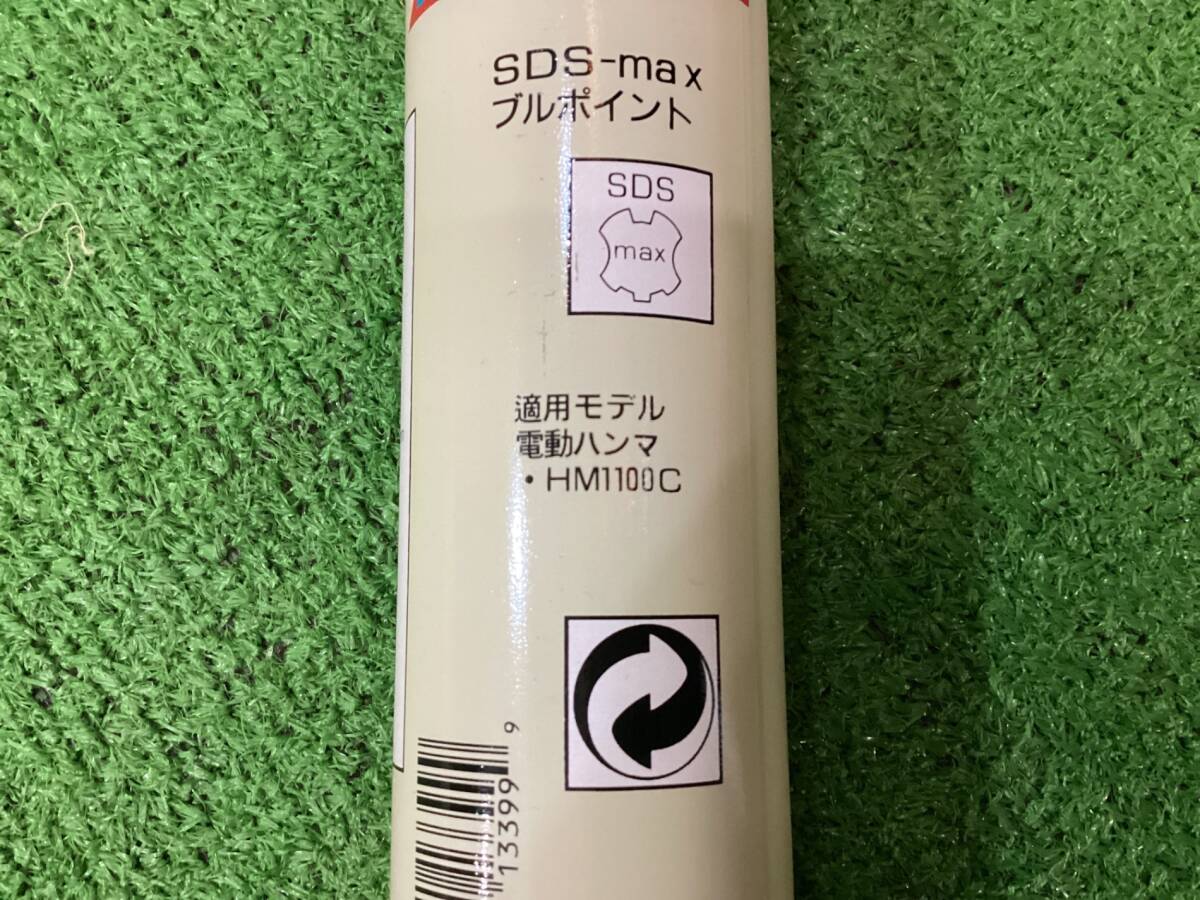 SDS-max
ブルポイント
SDS
max
適用モデル
電動ハンマ
・HM1100C
13399 9